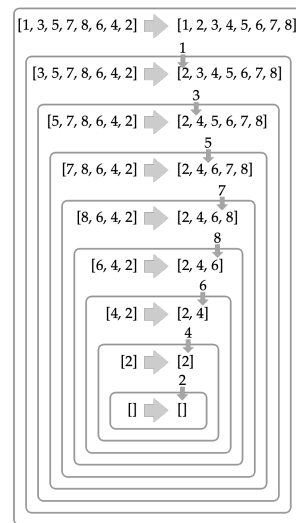 [1, 3, 5, 7, 8, 6, 4, 2] [1, 2, 3, 4, 5, 6, 7, 8]
1
[3, 5, 7, 8, 6, 4, 2] [2, 3, 4, 5, 6, 7, 8]
3
[5, 7, 8, 6, 4, 2] [2, 4, 5, 6, 7, 8]
5
[7, 8, 6, 4, 2] [2, 4, 6, 7, 8]
7
[8, 6, 4, 2] [2, 4, 6, 8]
8
[6, 4, 2] [2, 4, 6]
6
[4, 2] [2, 4]
4
[2] [2]
2
[] []